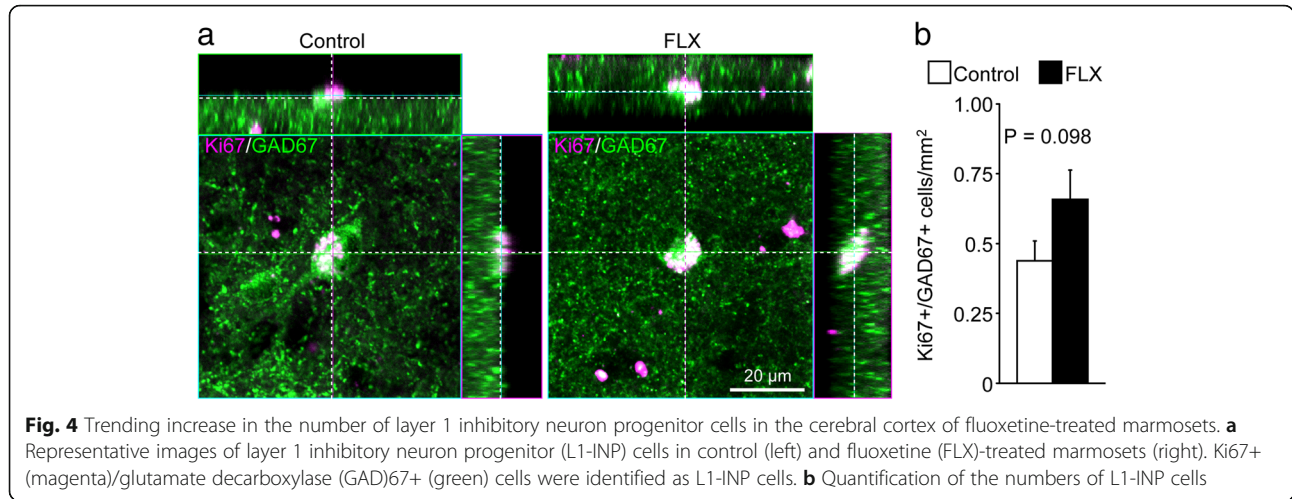 a
Control
FLX
b
Control FLX
Ki67/GAD67
Ki67/GAD67
20 μm
Ki67+/GAD67+ cells/mm²
1.00
P = 0.098
0.75
0.5
0.25
0
Fig. 4 Trending increase in the number of layer 1 inhibitory neuron progenitor cells in the cerebral cortex of fluoxetine-treated marmosets. a
Representative images of layer 1 inhibitory neuron progenitor (L1-INP) cells in control (left) and fluoxetine (FLX)-treated marmosets (right). Ki67+
(magenta)/glutamate decarboxylase (GAD)67+ (green) cells were identified as L1-INP cells. b Quantification of the numbers of L1-INP cells